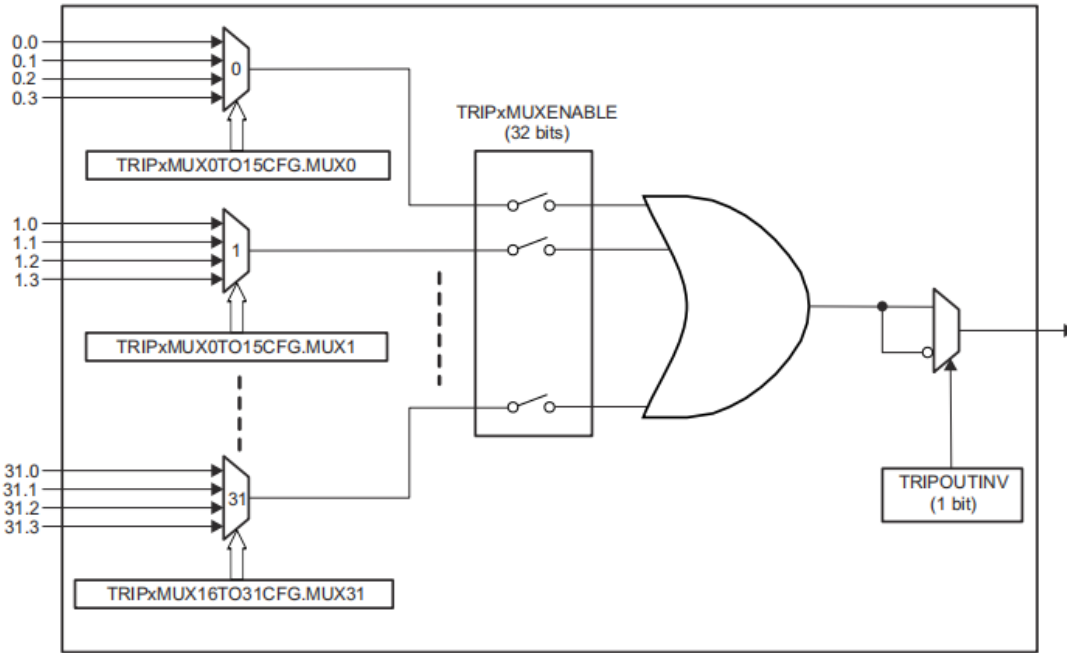 0.0
0.1
0.2
0.3
0
TRIPxMUX0TO15CFG.MUX0
TRIPxMUXENABLE
(32 bits)
1.0
1.1
1.2
1.3
1
TRIPxMUX0TO15CFG.MUX1
31.0
31.1
31.2
31.3
31
TRIPxMUX16TO31CFG.MUX31
TRIPOUTINV
(1 bit)